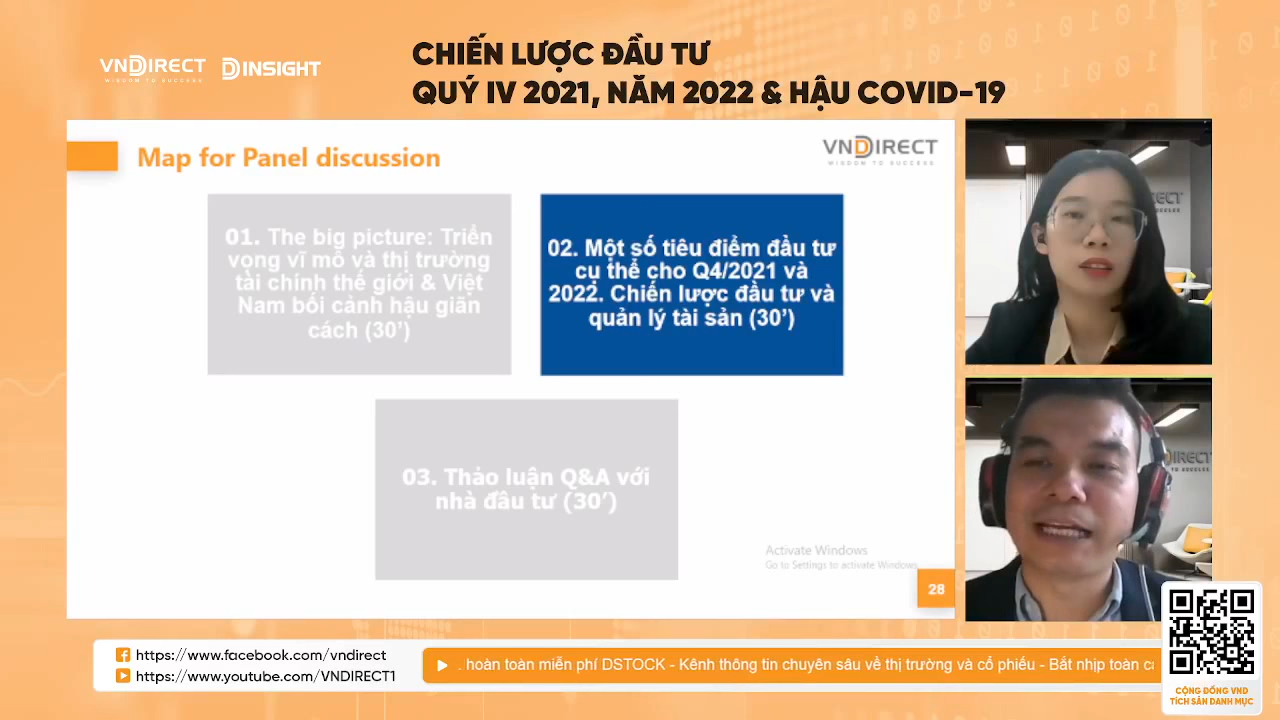 VNDIRECT
WISDOM TO SUCCESS
DINSIGHT
CHIẾN LƯỢC ĐẦU TƯ
QUÝ IV 2021, NĂM 2022 & HẬU COVID-19
Map for Panel discussion
VNDIRECT
WISDOM TO SUCCESS
01. The big picture: Triển
vọng vĩ mô và thị trường
tài chính thế giới & Việt
Nam bối cảnh hậu giãn
cách (30’)
02. Một số tiêu điểm đầu tư
cụ thể cho Q4/2021 và
2022. Chiến lược đầu tư và
quản lý tài sản (30’)
03. Thảo luận Q&A với
nhà đầu tư (30’)
Activate Windows
Go to Settings to activate Windows.
28
https://www.facebook.com/vndirect
https://www.youtube.com/VNDIRECT1
. hoàn toàn miễn phí DSTOCK - Kênh thông tin chuyên sâu về thị trường và cổ phiếu - Bắt nhịp toàn
CỘNG ĐỒNG VND
TÍCH SẢN DANH MỤC